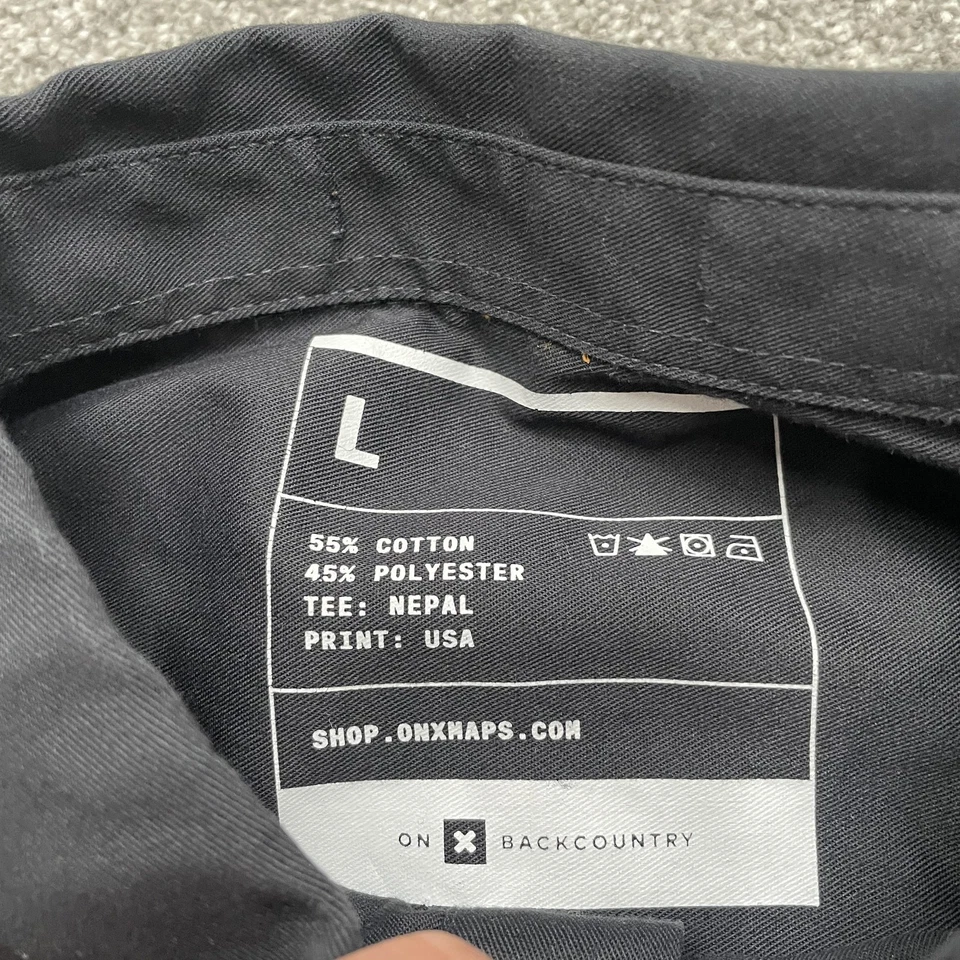 L
55% COTTON
45% POLYESTER
TEE: NEPAL
PRINT: USA
SHOP.ONXMAPS.COM
ON X BACKCOUNTRY